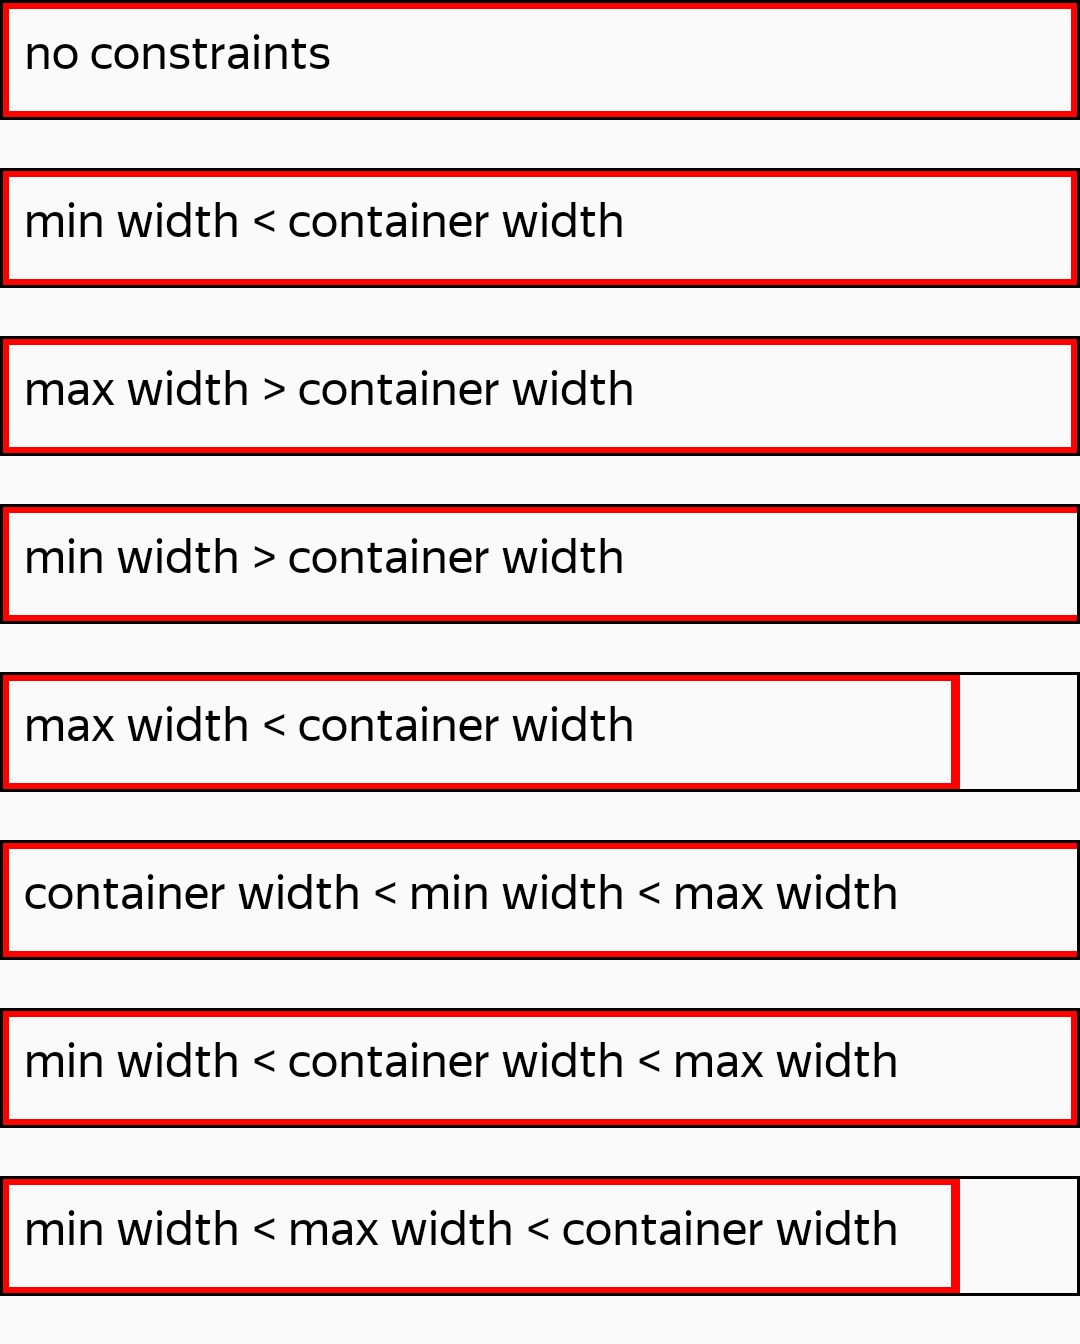 no constraints
min width < container width
max width > container width
min width > container width
max width < container width
container width < min width < max width
min width < container width < max width
min width < max width < container width